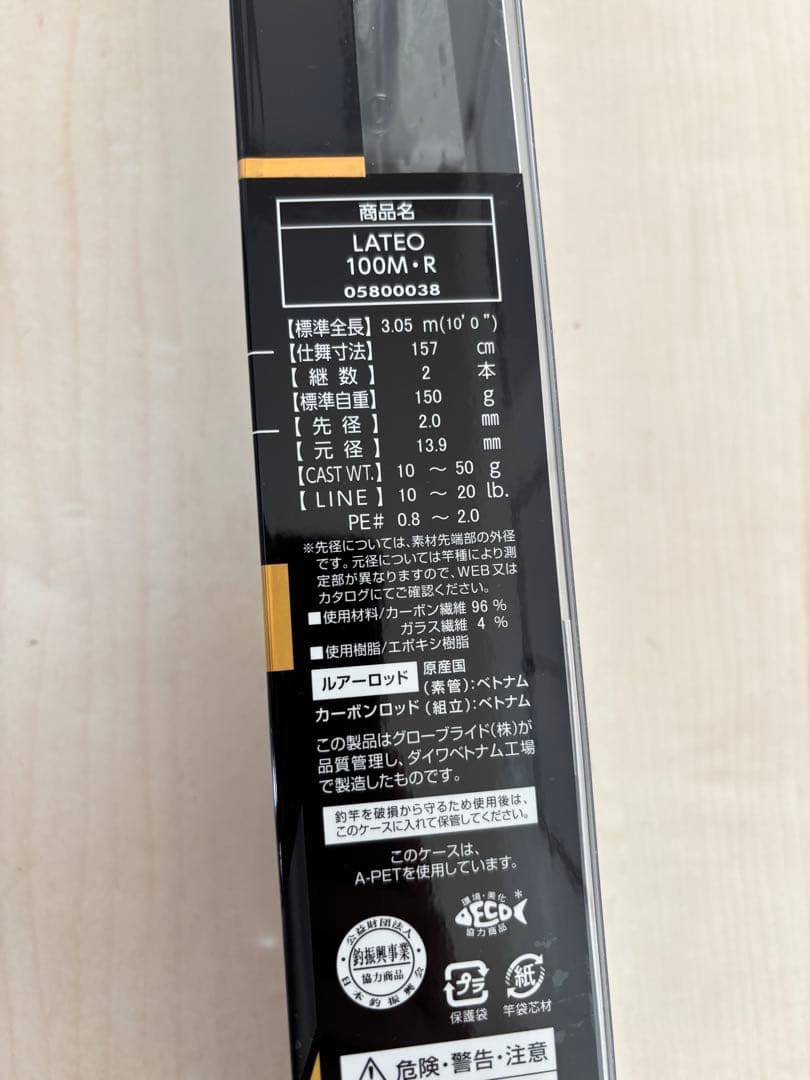 商品名
LATEO
100M・R
05800038
【標準全長】 3.05 m(10'0")
【仕舞寸法】 157 cm
【継数】 2 本
【標準自重】 150 g
【先径】 2.0 mm
【元径】 13.9 mm
【CAST WT.】 10 ～ 50 g
【LINE】 10 ～ 20 lb.
PE# 0.8 ～ 2.0
※先径については、素材先端部の外径
です。元径については竿種により測
定部が異なりますので、WEB又は
カタログにてご確認ください。
■使用材料/カーボン繊維 96 %
ガラス繊維 4 %
■使用樹脂/エポキシ樹脂
ルアーロッド 原産国
(素管):ベトナム
カーボンロッド (組立):ベトナム
この製品はグローブライド(株)が
品質管理し、ダイワベトナム工場
で製造したものです。
釣竿を破損から守るため使用後は、
このケースに入れて保管してください。
このケースは、
A-PETを使用しています。
環境・美化
ECO
協力商品
公益財団法人
釣振興事業
協力商品
日本釣振興会
プラ
保護袋
紙
竿袋芯材
危険・警告・注意